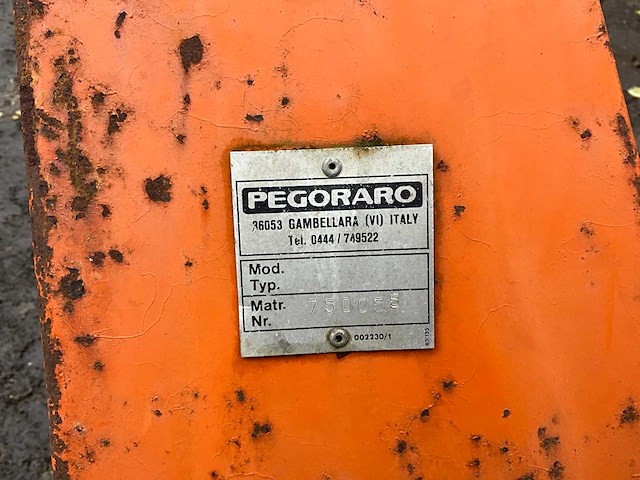 PEGORARO
36053 GAMBELLARA (VI) ITALY
Tel. 0444 / 749522
Mod.
Typ.
Matr.
Nr.
002230/1